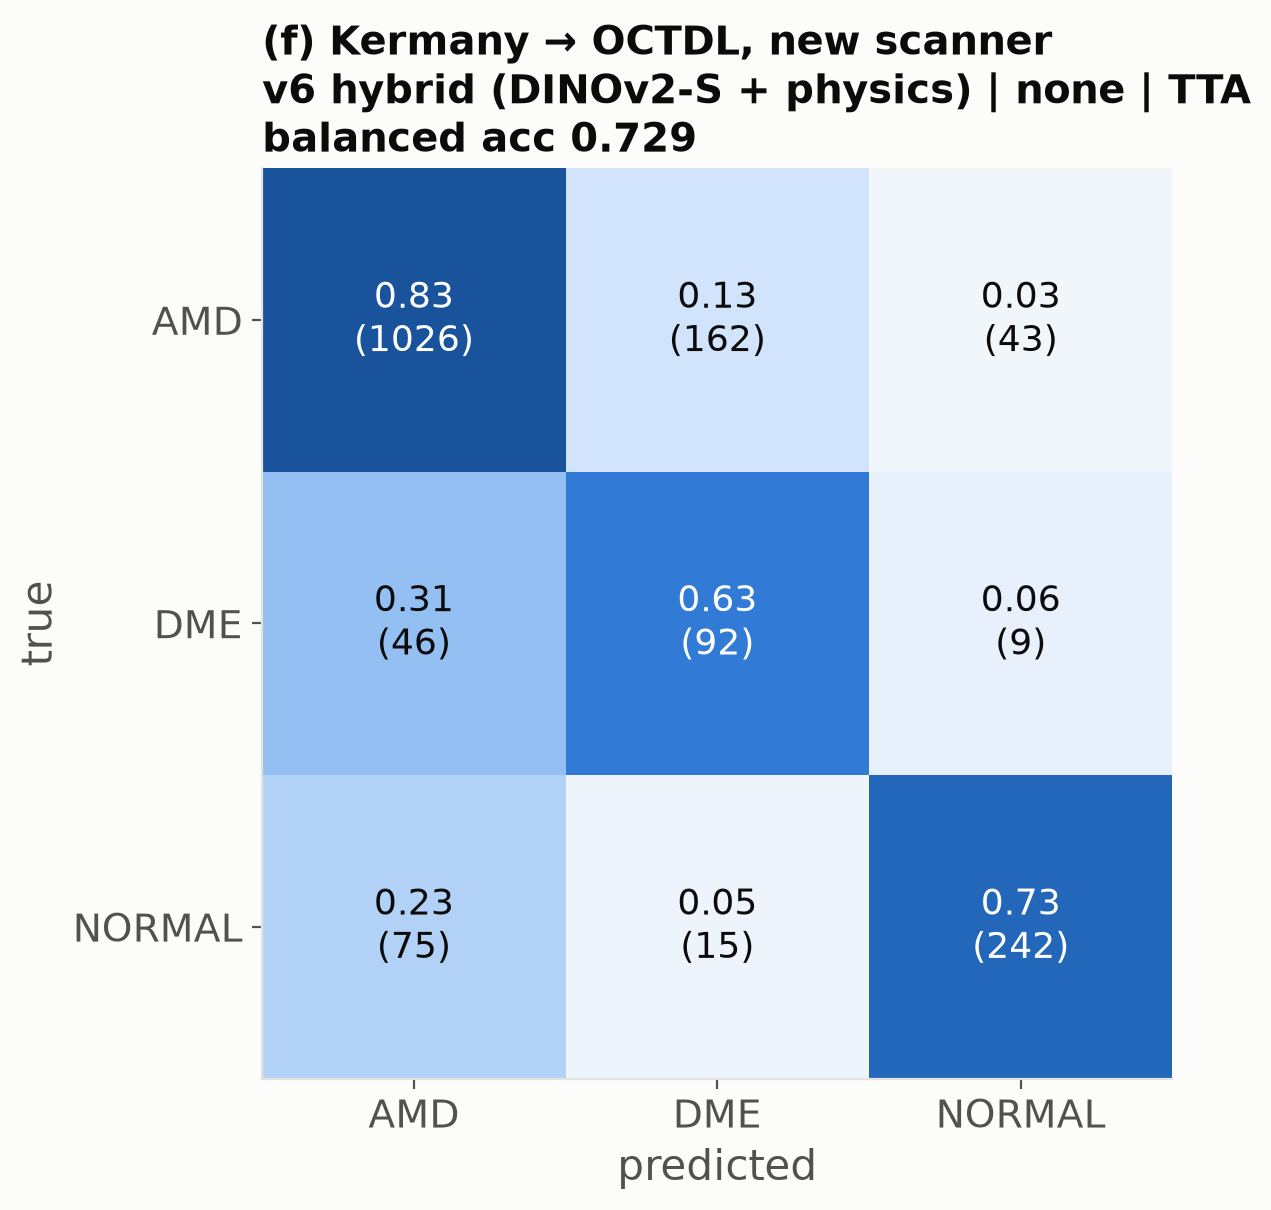 (f) Kermany → OCTDL, new scanner
v6 hybrid (DINOv2-S + physics) | none | TTA
balanced acc 0.729
AMD
0.83
(1026)
0.13
(162)
0.03
(43)
true
DME
0.31
(46)
0.63
(92)
0.06
(9)
NORMAL
0.23
(75)
0.05
(15)
0.73
(242)
AMD
DME
NORMAL
predicted